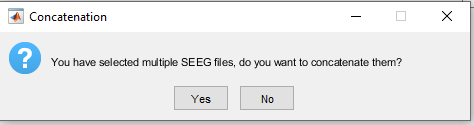 Concatenation
You have selected multiple SEEG files, do you want to concatenate them?
Yes No